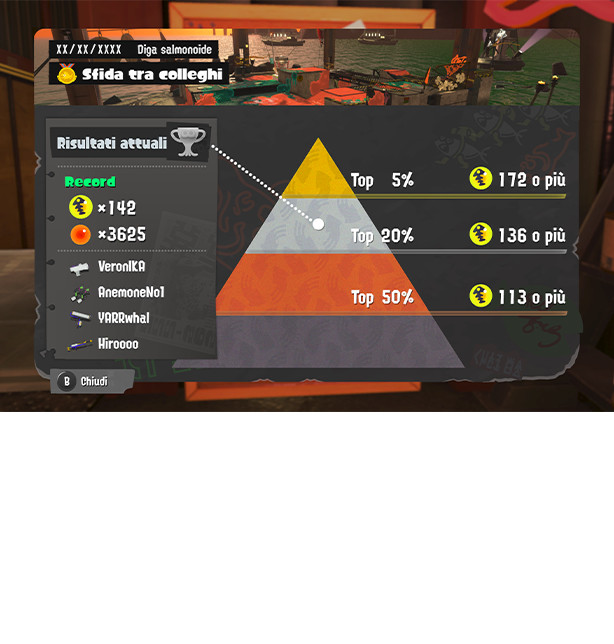 XX/XX/XXXX Diga salmonoide
Sfida tra colleghi
Risultati attuali
Record
×142
×3625
VeronIKA
AnemoneNo1
YARRwhal
Hiroooo
Top 5% 172 o più
Top 20% 136 o più
Top 50% 113 o più
B Chiudi